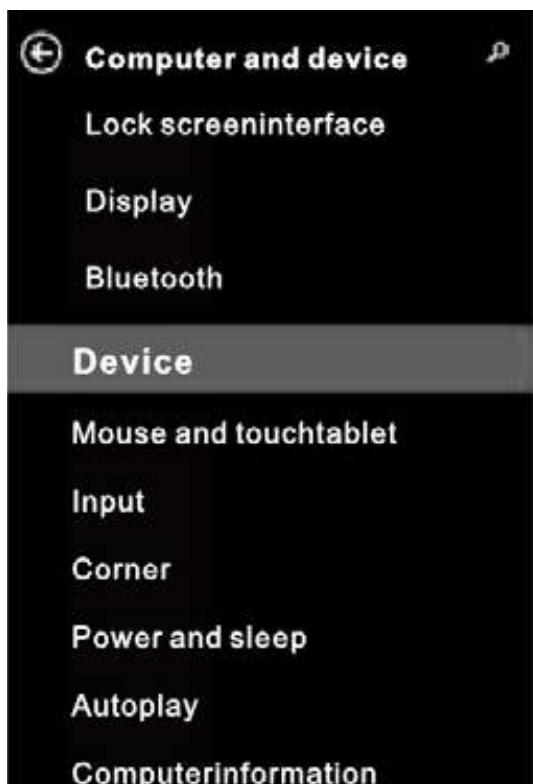 Computer and device
Lock screeninterface
Display
Bluetooth
Device
Mouse and touchtablet
Input
Corner
Power and sleep
Autoplay
Computerinformation